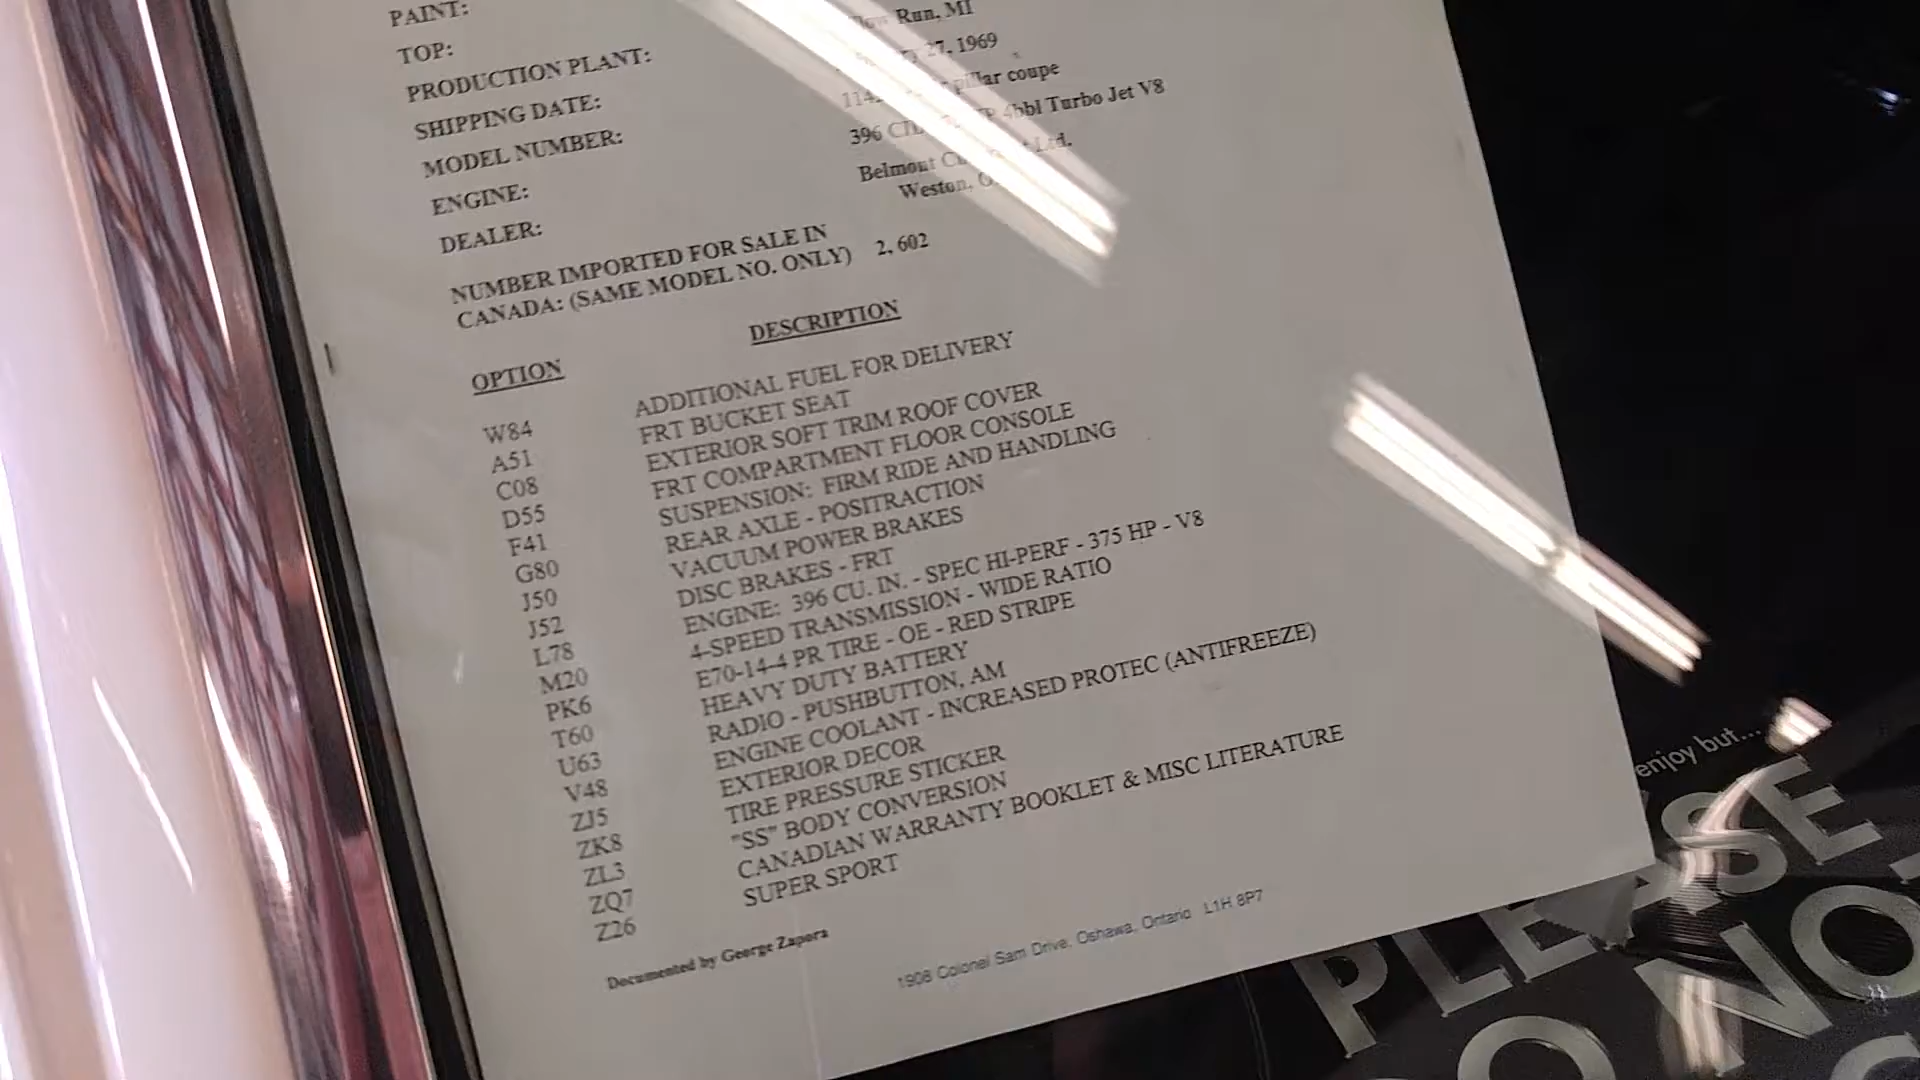 PAINT:
TOP:
PRODUCTION PLANT: Run, MI
SHIPPING DATE: 27, 1969
MODEL NUMBER: pillar coupe
ENGINE: 396 4bbl Turbo Jet V8
DEALER: Belmont Ltd.
Weston,
NUMBER IMPORTED FOR SALE IN
CANADA: (SAME MODEL NO. ONLY) 2, 602
OPTION DESCRIPTION
W84 ADDITIONAL FUEL FOR DELIVERY
A51 FRT BUCKET SEAT
C08 EXTERIOR SOFT TRIM ROOF COVER
D55 FRT COMPARTMENT FLOOR CONSOLE
F41 SUSPENSION: FIRM RIDE AND HANDLING
G80 REAR AXLE - POSITRACTION
J50 VACUUM POWER BRAKES
J52 DISC BRAKES - FRT
L78 ENGINE: 396 CU. IN. - SPEC HI-PERF - 375 HP - V8
M20 4-SPEED TRANSMISSION - WIDE RATIO
PK6 E70-14-4 PR TIRE - OE - RED STRIPE
T60 HEAVY DUTY BATTERY
U63 RADIO - PUSHBUTTON, AM
V48 ENGINE COOLANT - INCREASED PROTEC (ANTIFREEZE)
ZJ5 EXTERIOR DECOR
ZK8 TIRE PRESSURE STICKER
ZL3 "SS" BODY CONVERSION
ZQ7 CANADIAN WARRANTY BOOKLET & MISC LITERATURE
Z26 SUPER SPORT
Documented by George Zapora
1908 Colonel Sam Drive, Oshawa, Ontario L1H 8P7
enjoy but...
PLEASE
DO NOT